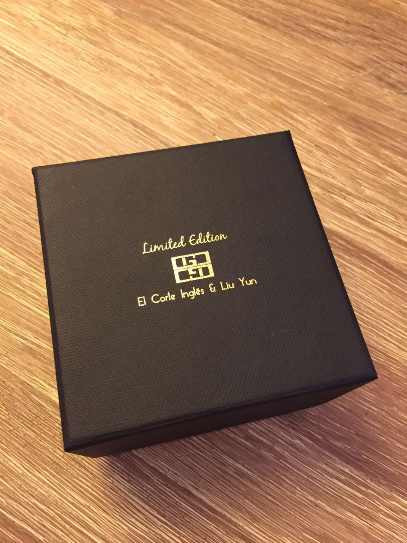 Limited Edition
El Corte Inglés & Liu Yun